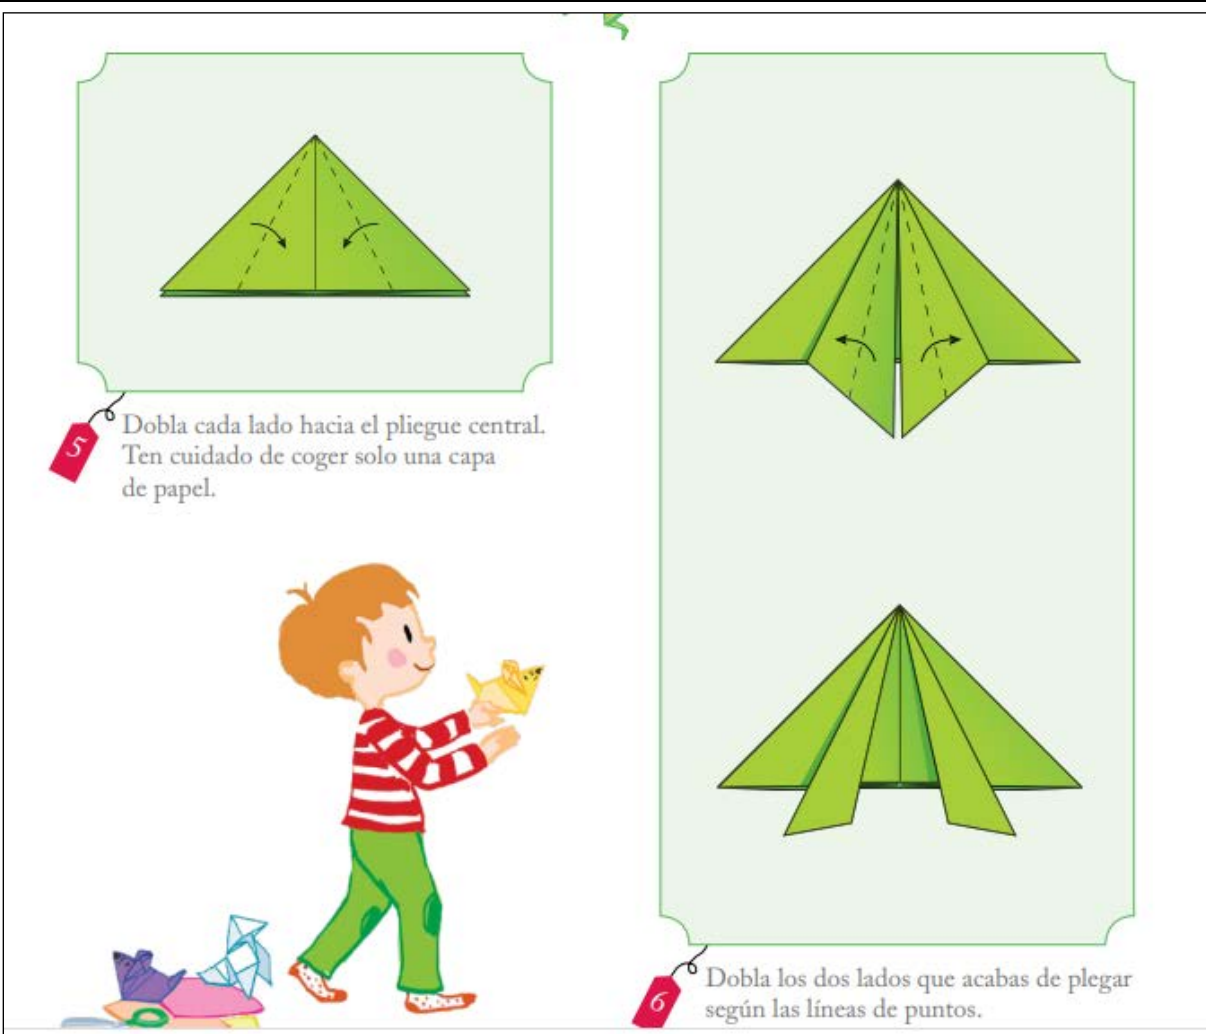 5
Dobla cada lado hacia el pliegue central.
Ten cuidado de coger solo una capa
de papel.
6
Dobla los dos lados que acabas de plegar
según las líneas de puntos.